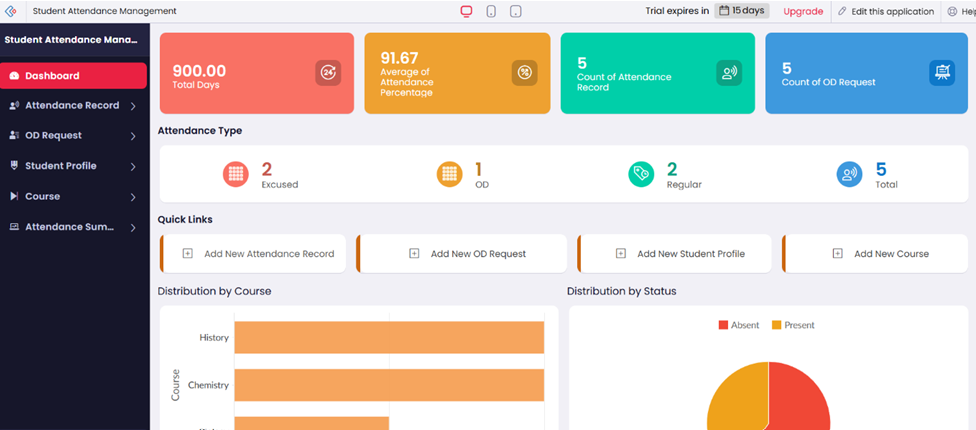 Student Attendance Management
Trial expires in
15 days
Upgrade
Edit this application
Student Attendance Mana...
Dashboard
Attendance Record
OD Request
Student Profile
Course
Attendance Sum...
900.00
Total Days
24
91.67
Average of
Attendance
Percentage
%
5
Count of Attendance
Record
5
Count of OD Request
Attendance Type
2
Excused
1
OD
2
Regular
5
Total
Quick Links
Add New Attendance Record
Add New OD Request
Add New Student Profile
Add New Course
Distribution by Course
Course
History
Chemistry
Distribution by Status
Absent
Present